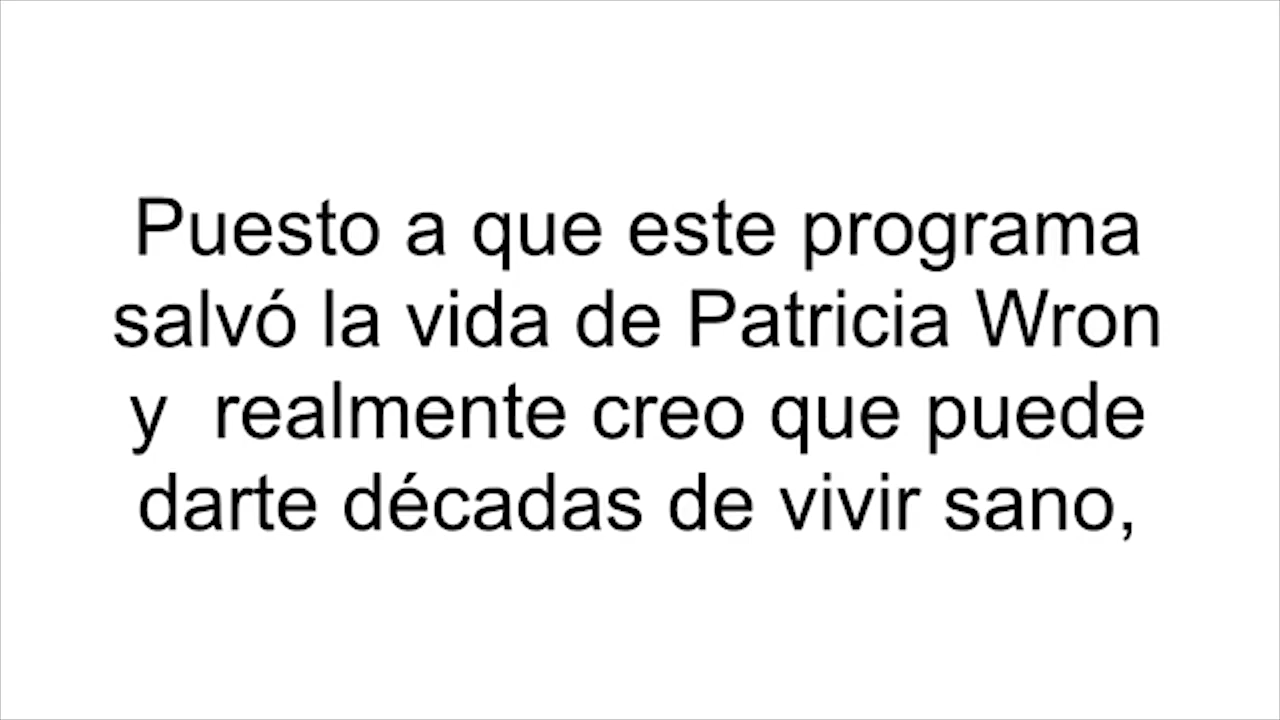 Puesto a que este programa
salvó la vida de Patricia Wron
y  realmente creo que puede
darte décadas de vivir sano,